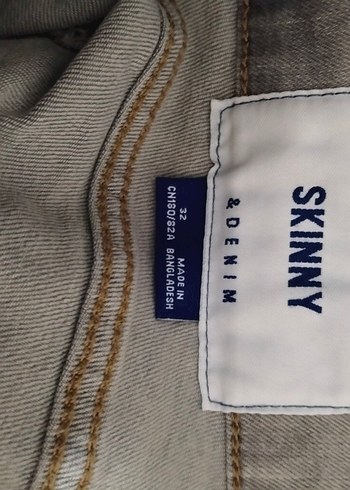 SKINNY
& DENIM
32
CN180/82A
MADE IN
BANGLADESH